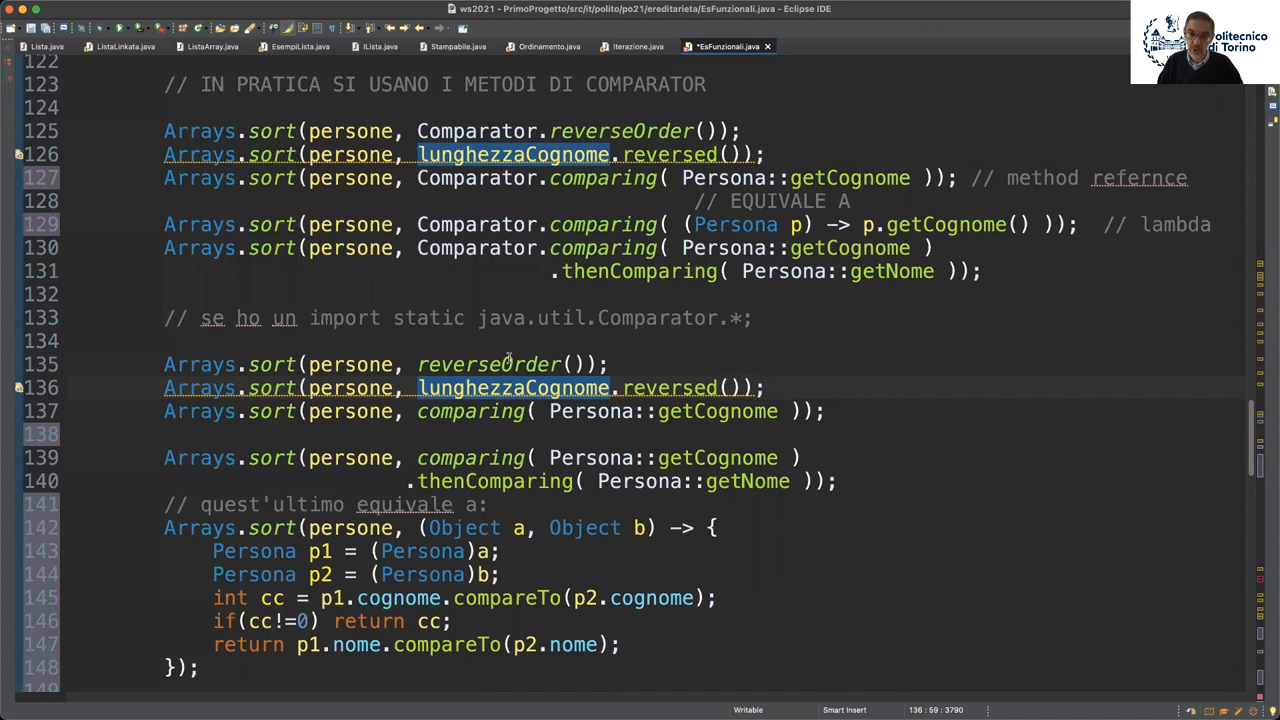 ws2021 - PrimoProgetto/src/it/polito/po21/ereditarieta/EsFunzionali.java - Eclipse IDE
Lista.java ListaLinkata.java ListaArray.java EsempiLista.java IListа.java Stampabile.java Ordinamento.java Iterazione.java *EsFunzionali.java
Politecnico
di Torino
122
123 // IN PRATICA SI USANO I METODI DI COMPARATOR
124
125 Arrays.sort(persone, Comparator.reverseOrder());
126 Arrays.sort(persone, lunghezzaCognome.reversed());
127 Arrays.sort(persone, Comparator.comparing( Persona::getCognome )); // method refernce
128 // EQUIVALE A
129 Arrays.sort(persone, Comparator.comparing( (Persona p) -> p.getCognome() )); // lambda
130 Arrays.sort(persone, Comparator.comparing( Persona::getCognome )
131 .thenComparing( Persona::getNome ));
132
133 // se ho un import static java.util.Comparator.*;
134
135 Arrays.sort(persone, reverseOrder());
136 Arrays.sort(persone, lunghezzaCognome.reversed());
137 Arrays.sort(persone, comparing( Persona::getCognome ));
138
139 Arrays.sort(persone, comparing( Persona::getCognome )
140 .thenComparing( Persona::getNome ));
141 // quest'ultimo equivale a:
142 Arrays.sort(persone, (Object a, Object b) -> {
143 Persona p1 = (Persona)a;
144 Persona p2 = (Persona)b;
145 int cc = p1.cognome.compareTo(p2.cognome);
146 if(cc!=0) return cc;
147 return p1.nome.compareTo(p2.nome);
148 });
149
Writable Smart Insert 136 : 59 : 3790